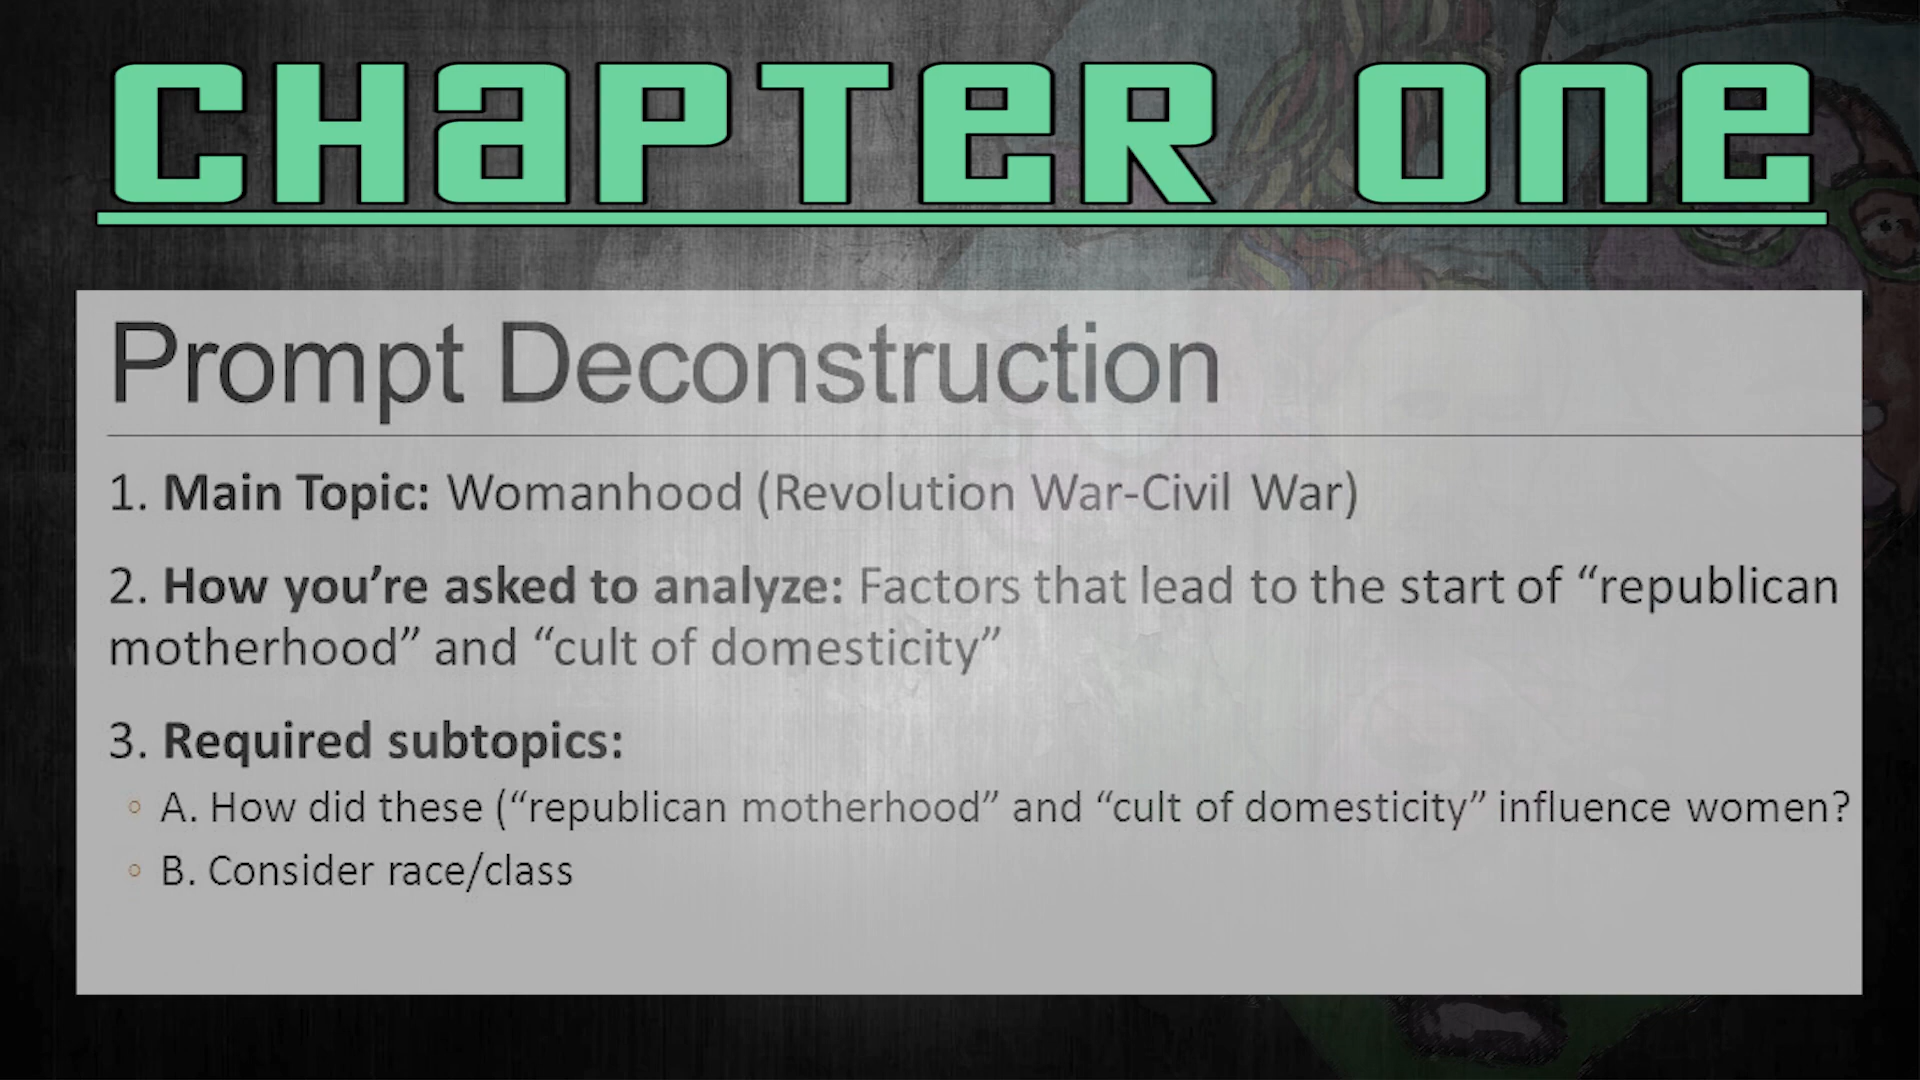 CHAPTER ONE
Prompt Deconstruction
1. Main Topic: Womanhood (Revolution War-Civil War)
2. How you’re asked to analyze: Factors that lead to the start of “republican
motherhood” and “cult of domesticity”
3. Required subtopics:
◦ A. How did these (“republican motherhood” and “cult of domesticity” influence women?
◦ B. Consider race/class